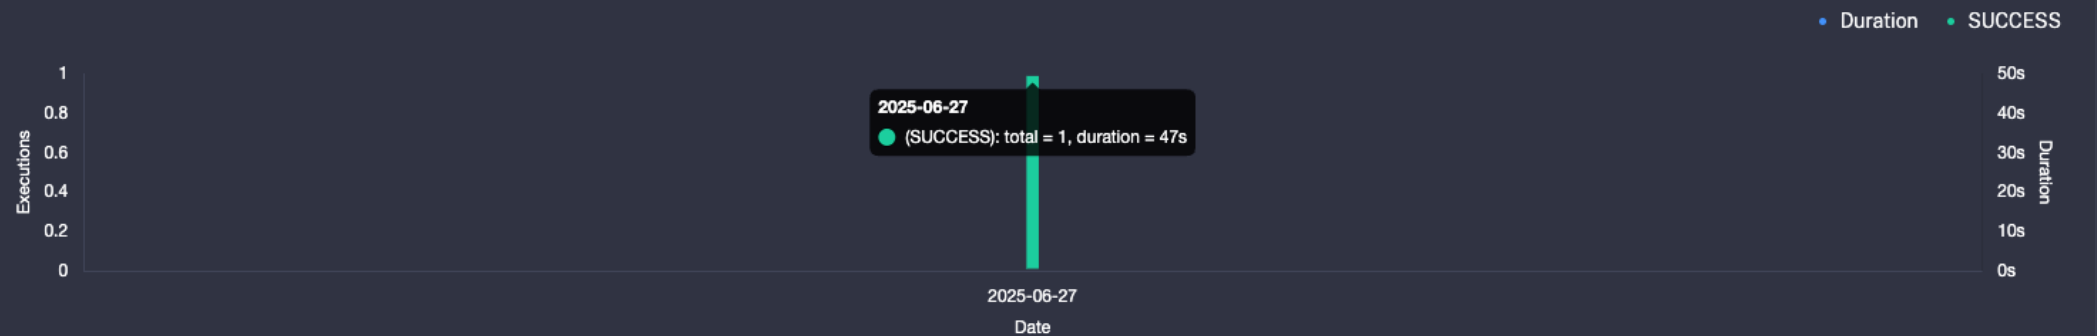 Duration SUCCESS
1
0.8
0.6
0.4
0.2
0
Executions
2025-06-27
(SUCCESS): total = 1, duration = 47s
50s
40s
30s
20s
10s
0s
Duration
2025-06-27
Date